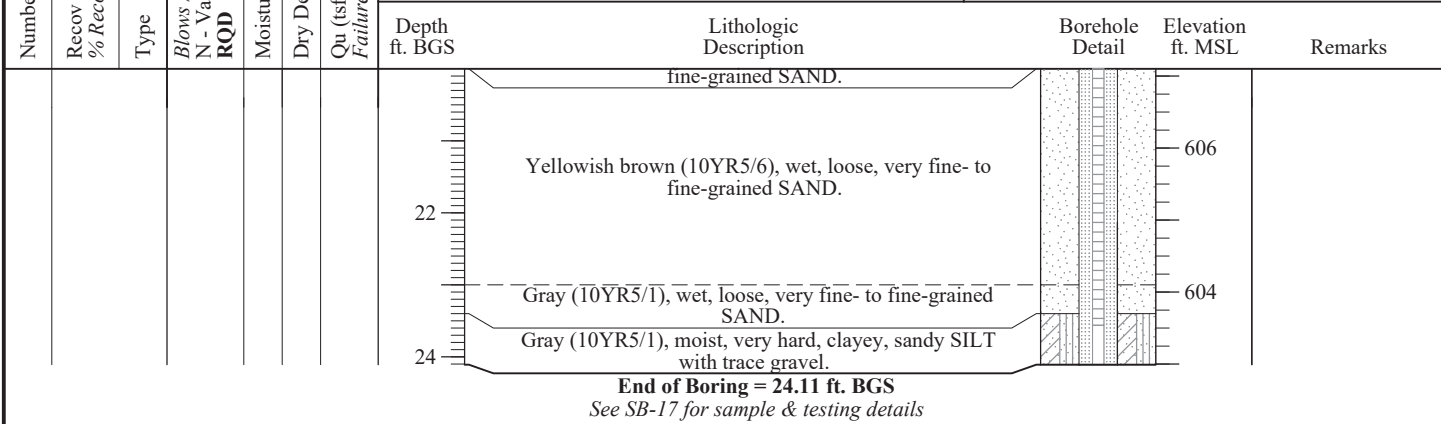 Numbe
Recov
% Rece
Type
Blows
N - Va
RQD
Moistu
Dry De
Qu (tsf
Failure
Depth
ft. BGS
Lithologic
Description
Borehole
Detail
Elevation
ft. MSL
Remarks
fine-grained SAND.
Yellowish brown (10YR5/6), wet, loose, very fine- to
fine-grained SAND.
606
22
Gray (10YR5/1), wet, loose, very fine- to fine-grained
SAND.
604
Gray (10YR5/1), moist, very hard, clayey, sandy SILT
with trace gravel.
24
End of Boring = 24.11 ft. BGS
See SB-17 for sample & testing details